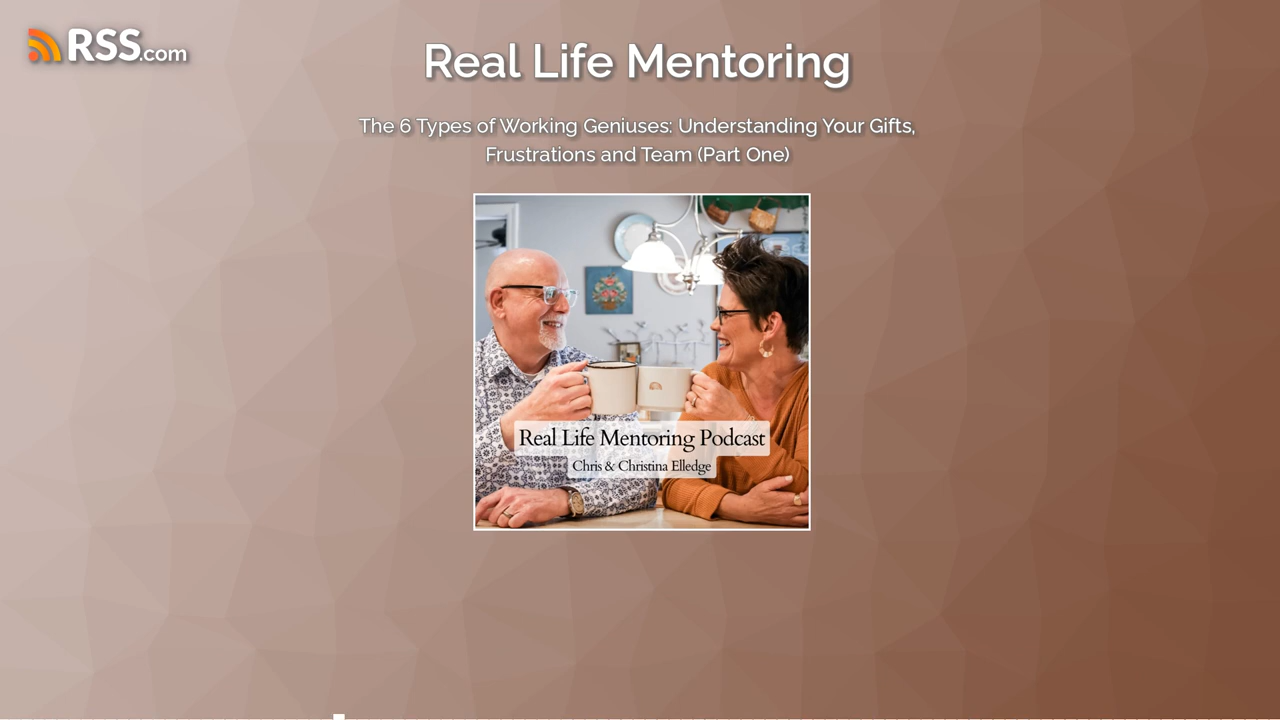 RSS.com
Real Life Mentoring
The 6 Types of Working Geniuses: Understanding Your Gifts,
Frustrations and Team (Part One)
Real Life Mentoring Podcast
Chris & Christina Elledge